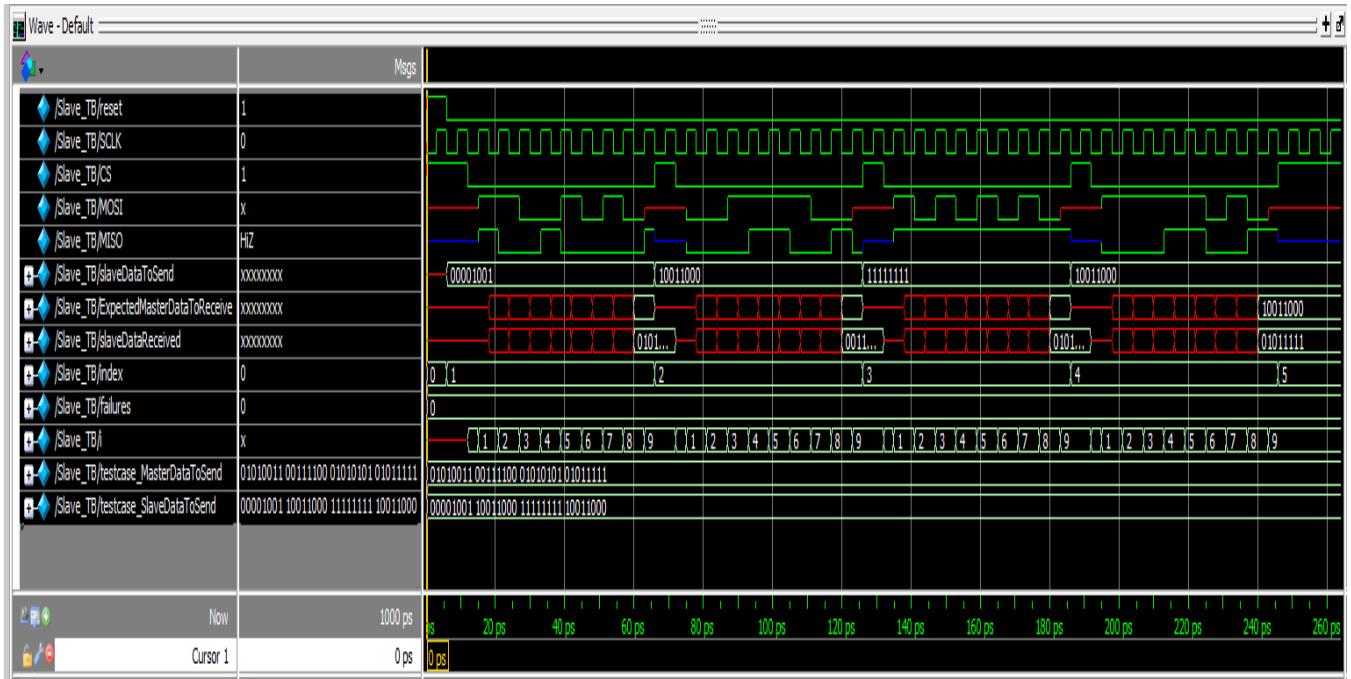 Wave - Default
Msgs
/Slave_TB/reset 1
/Slave_TB/SCLK 0
/Slave_TB/CS 1
/Slave_TB/MOSI x
/Slave_TB/MISO HiZ
/Slave_TB/slaveDataToSend xxxxxxxx 00001001 10011000 11111111 10011000
/Slave_TB/ExpectedMasterDataToReceive xxxxxxxx 10011000
/Slave_TB/slaveDataReceived xxxxxxxx 0101... 0011... 0101... 01011111
/Slave_TB/index 0 0 1 2 3 4 5
/Slave_TB/failures 0 0
/Slave_TB/i x 1 2 3 4 5 6 7 8 9 1 2 3 4 5 6 7 8 9 1 2 3 4 5 6 7 8 9 1 2 3 4 5 6 7 8 9
/Slave_TB/testcase_MasterDataToSend 01010011 00111100 01010101 01011111 01010011 00111100 01010101 01011111
/Slave_TB/testcase_SlaveDataToSend 00001001 10011000 11111111 10011000 00001001 10011000 11111111 10011000
Now 1000 ps ps 20 ps 40 ps 60 ps 80 ps 100 ps 120 ps 140 ps 160 ps 180 ps 200 ps 220 ps 240 ps 260 ps
Cursor 1 0 ps 0 ps